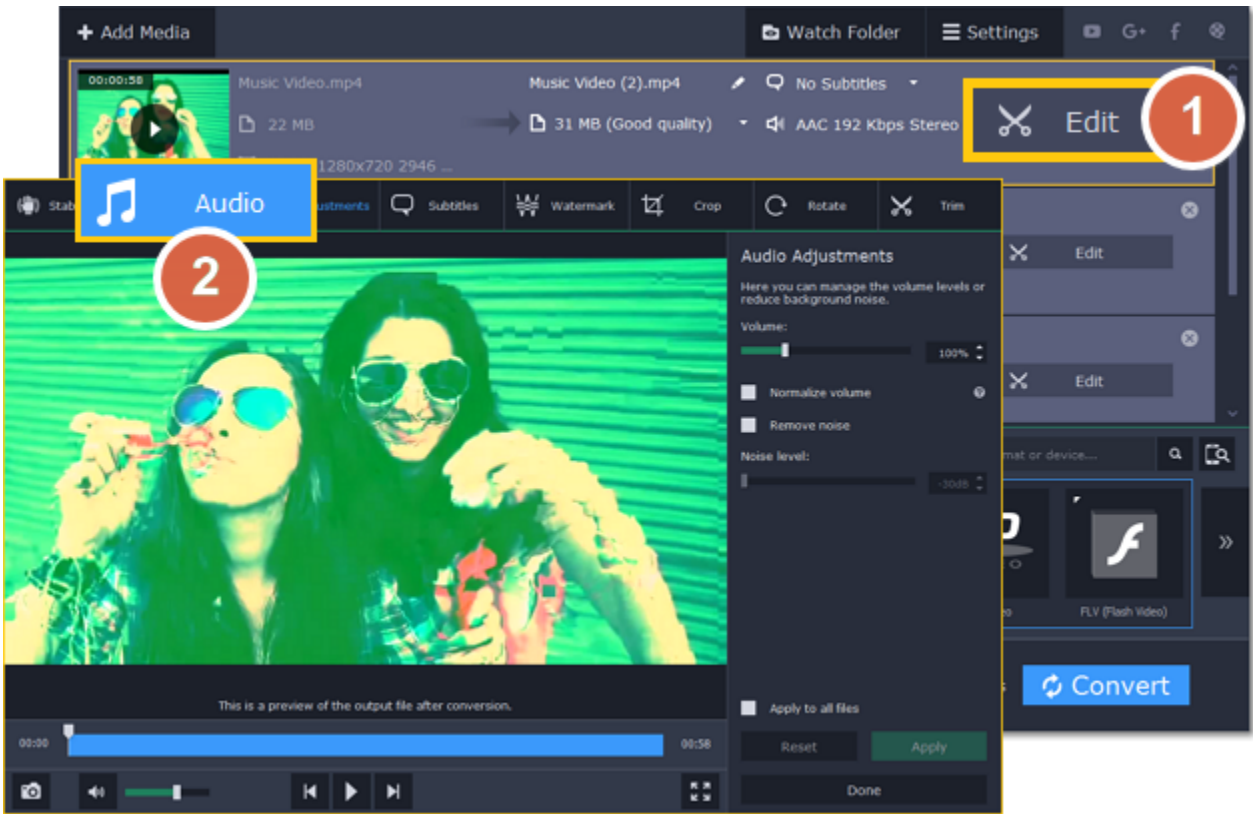 Add Media
Watch Folder
Settings
G+
f
00:00:58
Music Video.mp4
Music Video (2).mp4
No Subtitles
22 MB
31 MB (Good quality)
AAC 192 Kbps Stereo
Edit
1
1280x720 2946 ...
Audio
2
Subtitles
Watermark
Crop
Rotate
Trim
Audio Adjustments
Here you can manage the volume levels or
reduce background noise.
Volume:
100%
Normalize volume
Remove noise
Noise level:
-30dB
Edit
Edit
FLV (Flash Video)
Convert
This is a preview of the output file after conversion.
00:00
00:58
Apply to all files
Reset
Apply
Done